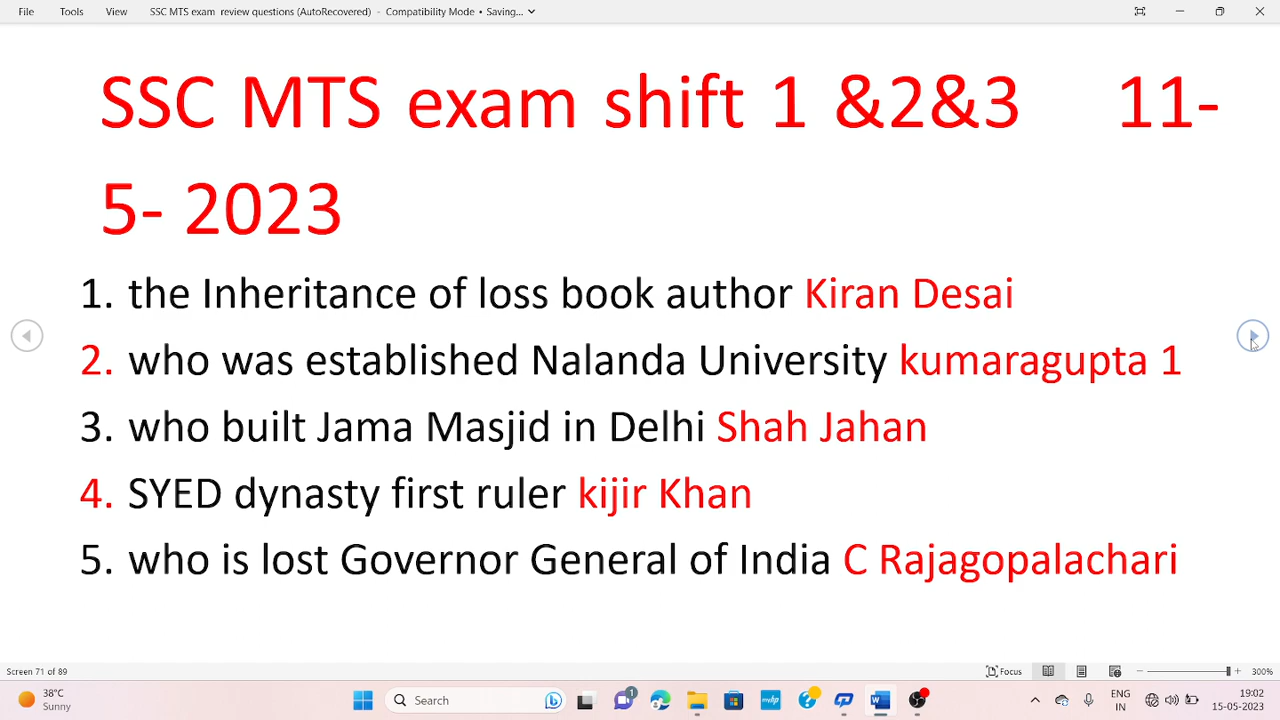 File Tools View SSC MTS exam review questions (AutoRecovered) - Compatibility Mode • Saving...
SSC MTS exam shift 1 &2&3 11-
5- 2023
1. the Inheritance of loss book author Kiran Desai
2. who was established Nalanda University kumaragupta 1
3. who built Jama Masjid in Delhi Shah Jahan
4. SYED dynasty first ruler kijir Khan
5. who is lost Governor General of India C Rajagopalachari
Screen 71 of 89 Focus 300%
38°C
Sunny
Search
1
ENG
IN
19:02
15-05-2023